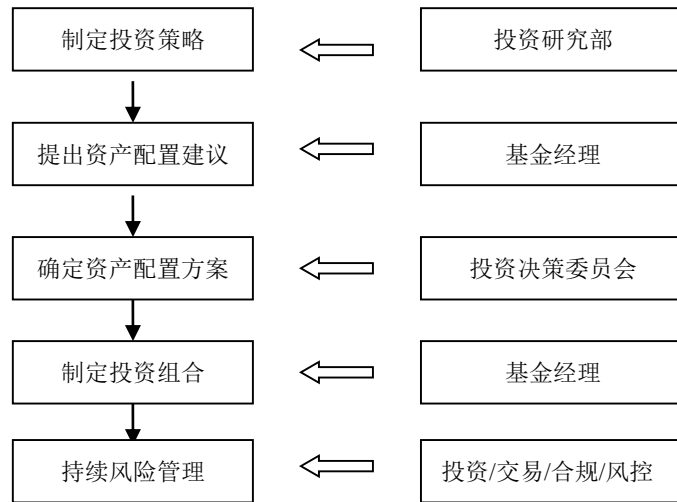 制定投资策略
投资研究部
提出资产配置建议
基金经理
确定资产配置方案
投资决策委员会
制定投资组合
基金经理
持续风险管理
投资/交易/合规/风控